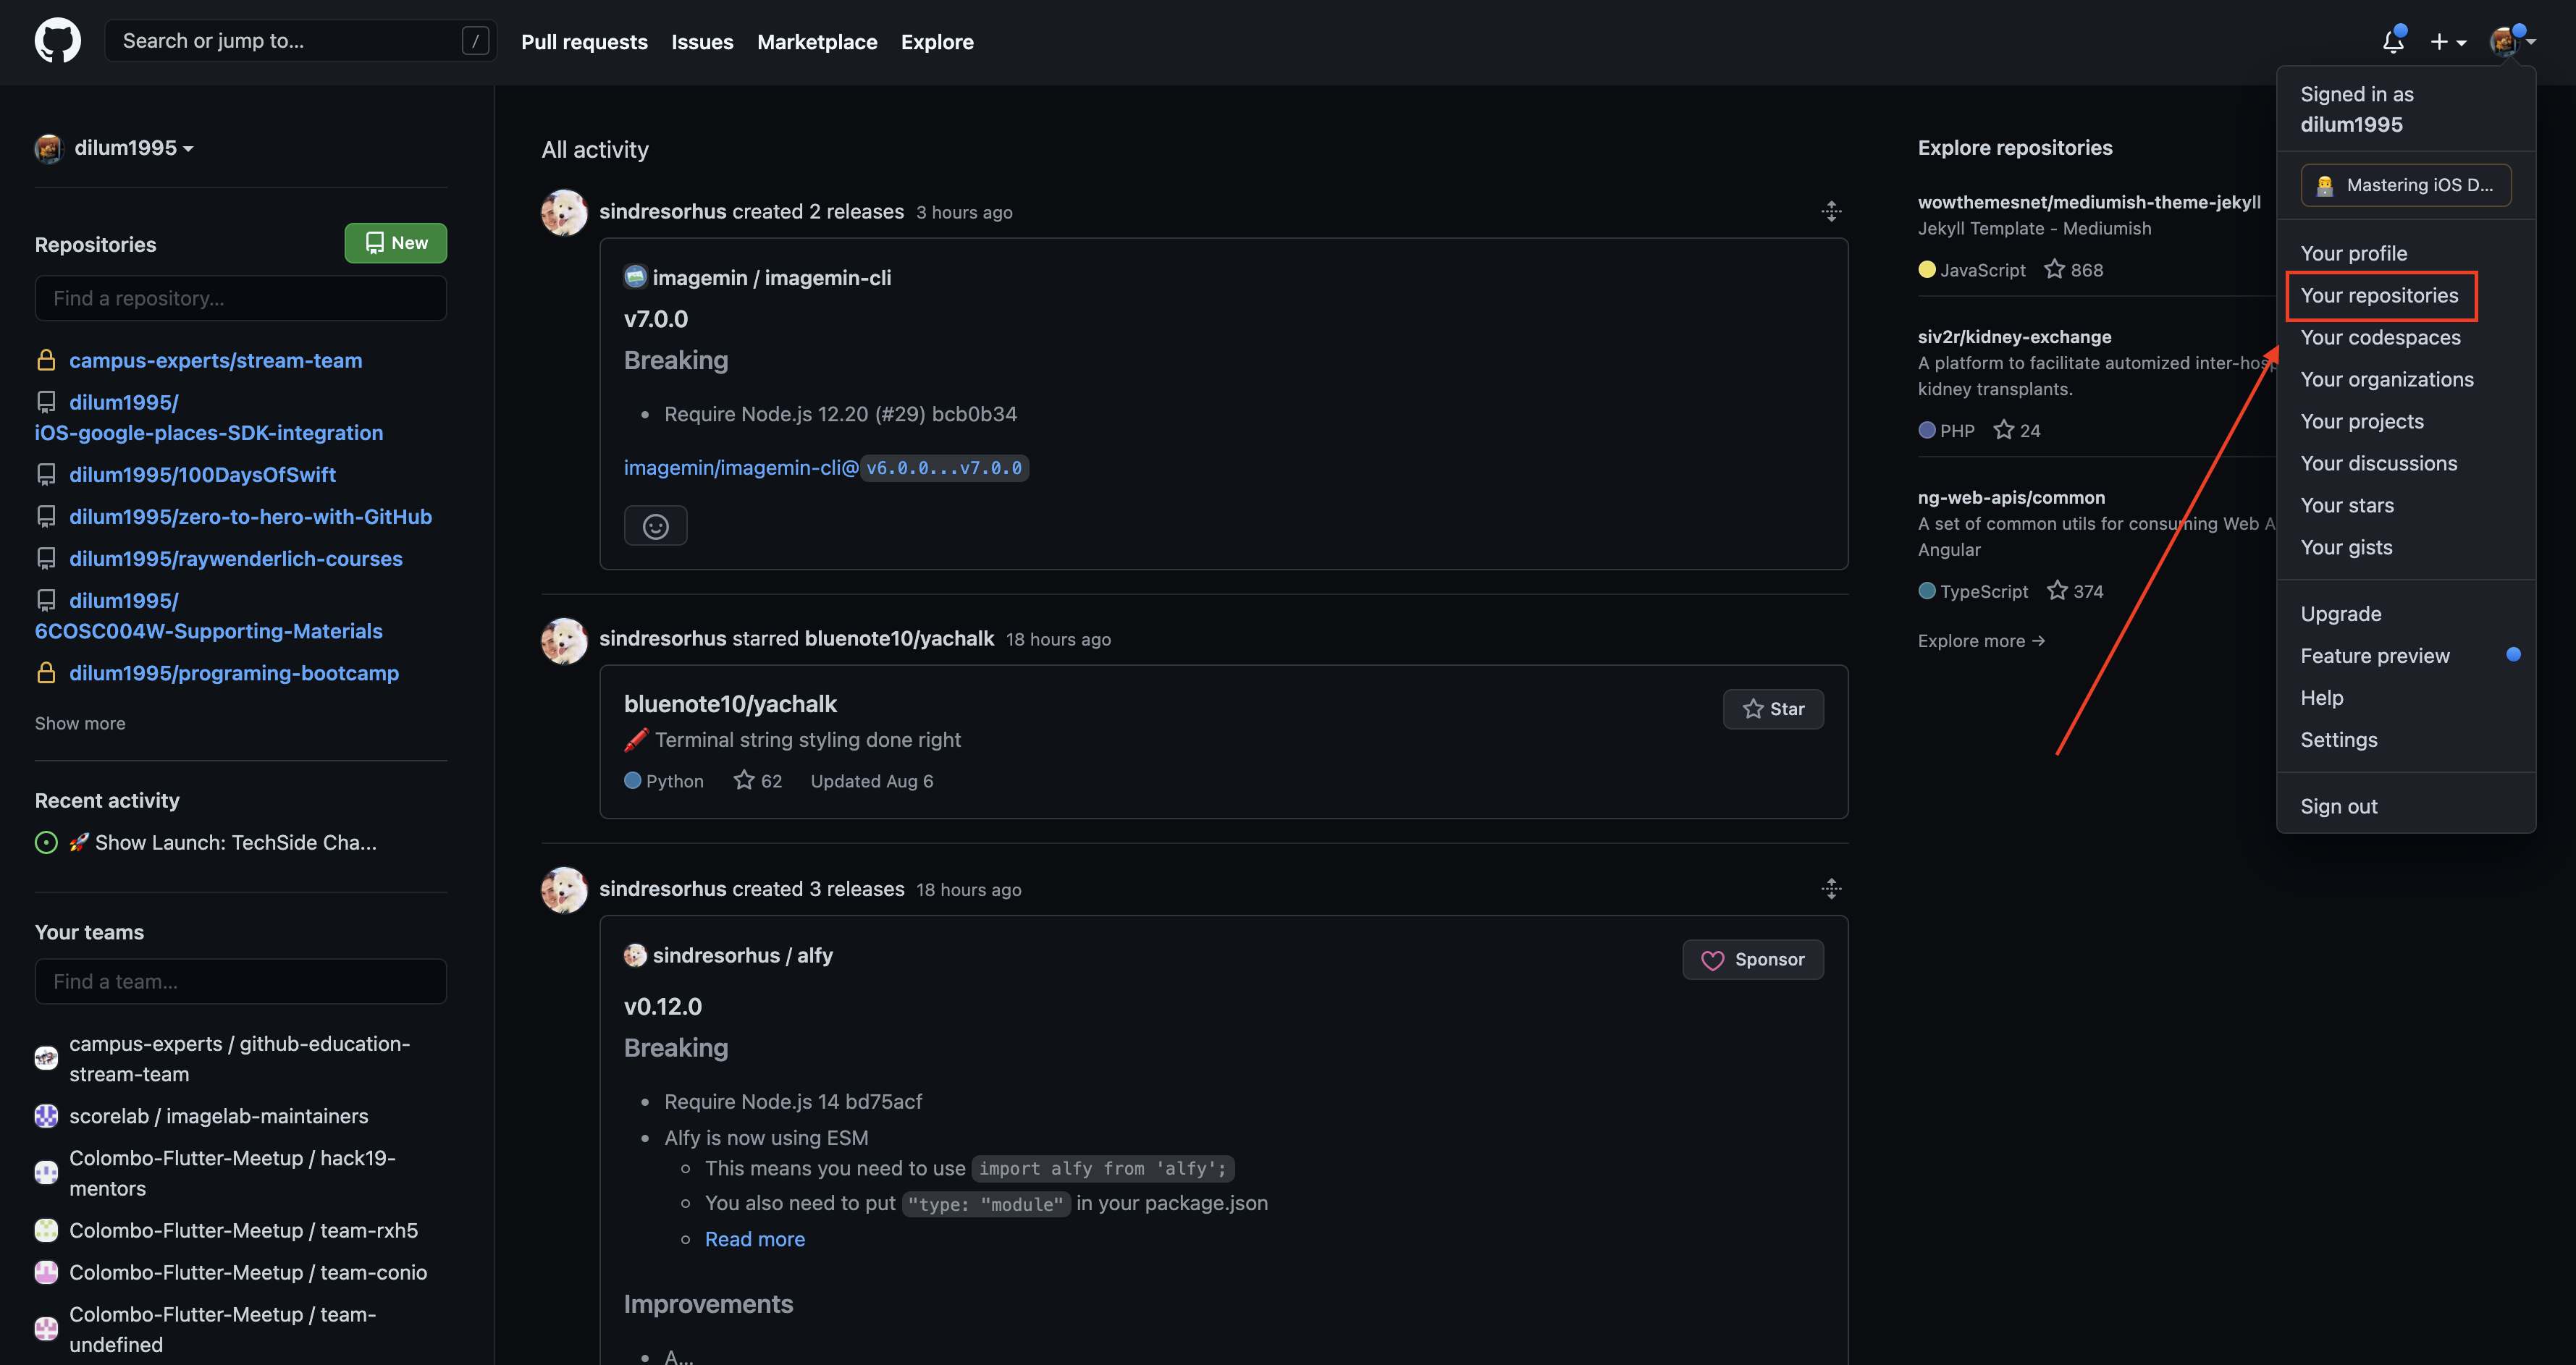 Search or jump to...
/
Pull requests
Issues
Marketplace
Explore
dilum1995
Repositories
New
Find a repository...
campus-experts/stream-team
dilum1995/
iOS-google-places-SDK-integration
dilum1995/100DaysOfSwift
dilum1995/zero-to-hero-with-GitHub
dilum1995/raywenderlich-courses
dilum1995/
6COSC004W-Supporting-Materials
dilum1995/programing-bootcamp
Show more
Recent activity
🚀 Show Launch: TechSide Cha...
Your teams
Find a team...
campus-experts / github-education-
stream-team
scorelab / imagelab-maintainers
Colombo-Flutter-Meetup / hack19-
mentors
Colombo-Flutter-Meetup / team-rxh5
Colombo-Flutter-Meetup / team-conio
Colombo-Flutter-Meetup / team-
undefined
All activity
sindresorhus created 2 releases 3 hours ago
imagemin / imagemin-cli
v7.0.0
Breaking
• Require Node.js 12.20 (#29) bcb0b34
imagemin/imagemin-cli@v6.0.0...v7.0.0
sindresorhus starred bluenote10/yachalk 18 hours ago
bluenote10/yachalk
Star
🖍️ Terminal string styling done right
Python 62 Updated Aug 6
sindresorhus created 3 releases 18 hours ago
sindresorhus / alfy
Sponsor
v0.12.0
Breaking
• Require Node.js 14 bd75acf
• Alfy is now using ESM
◦ This means you need to use import alfy from 'alfy';
◦ You also need to put "type: "module" in your package.json
◦ Read more
Improvements
• A...
Explore repositories
wowthemesnet/mediumish-theme-jekyll
Jekyll Template - Mediumish
JavaScript 868
siv2r/kidney-exchange
A platform to facilitate automized inter-hosp
kidney transplants.
PHP 24
ng-web-apis/common
A set of common utils for consuming Web A
Angular
TypeScript 374
Explore more →
Signed in as
dilum1995
Mastering iOS D...
Your profile
Your repositories
Your codespaces
Your organizations
Your projects
Your discussions
Your stars
Your gists
Upgrade
Feature preview
Help
Settings
Sign out